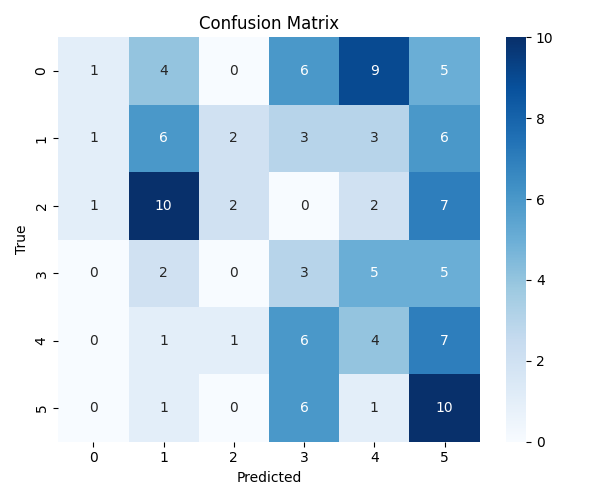 Confusion Matrix
0 1 4 0 6 9 5
1 1 6 2 3 3 6
2 1 10 2 0 2 7
3 0 2 0 3 5 5
4 0 1 1 6 4 7
5 0 1 0 6 1 10
0 1 2 3 4 5
Predicted
True
10
8
6
4
2
0